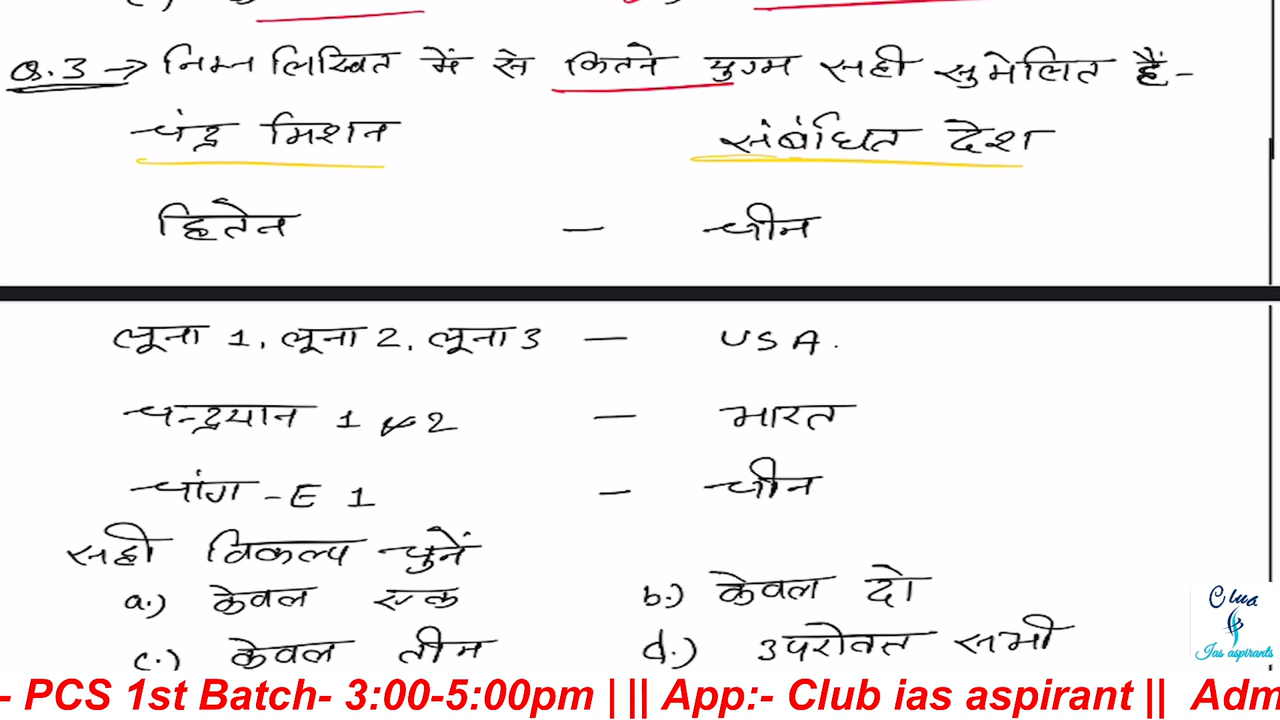 Q.3 → निम्नलिखित में से कितने युग्म सही सुमेलित हैं -
चंद्र मिशन संबंधित देश
हितेन - चीन
लूना 1, लूना 2, लूना 3 - USA.
चन्द्रयान 1 & 2 - भारत
चांग - E 1 - चीन
सही विकल्प चुनें
a.) केवल एक b.) केवल दो
c.) केवल तीन d.) उपरोक्त सभी
Club
Ias aspirants
- PCS 1st Batch- 3:00-5:00pm | || App:- Club ias aspirant || Adm